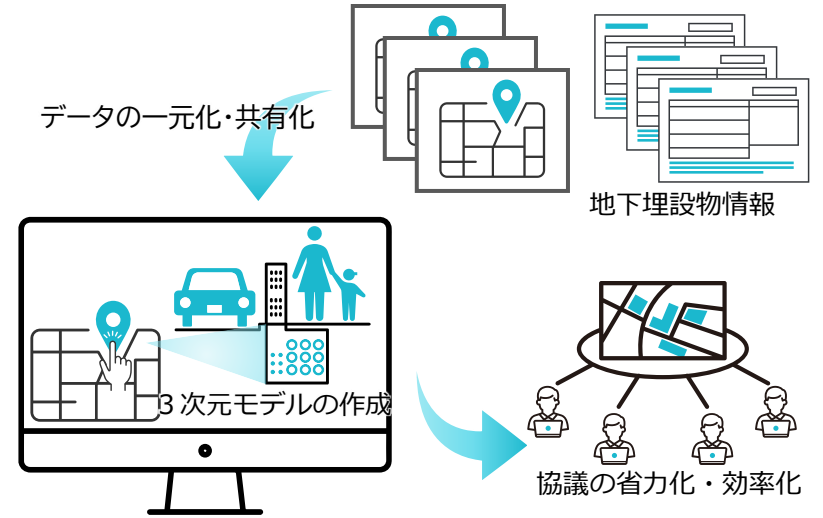 データの一元化・共有化
地下埋設物情報
3次元モデルの作成
協議の省力化・効率化